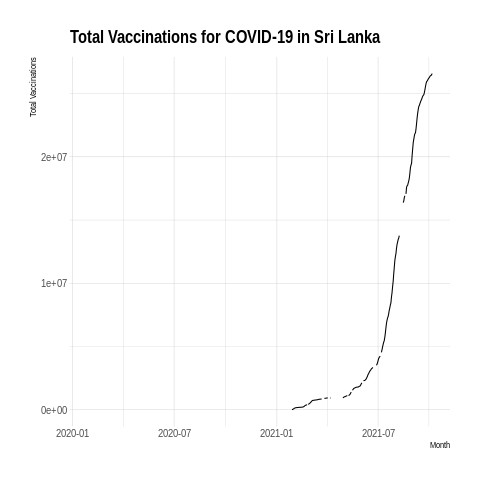 Total Vaccinations for COVID-19 in Sri Lanka
Total Vaccinations
2e+07
1e+07
0e+00
2020-01 2020-07 2021-01 2021-07
Month